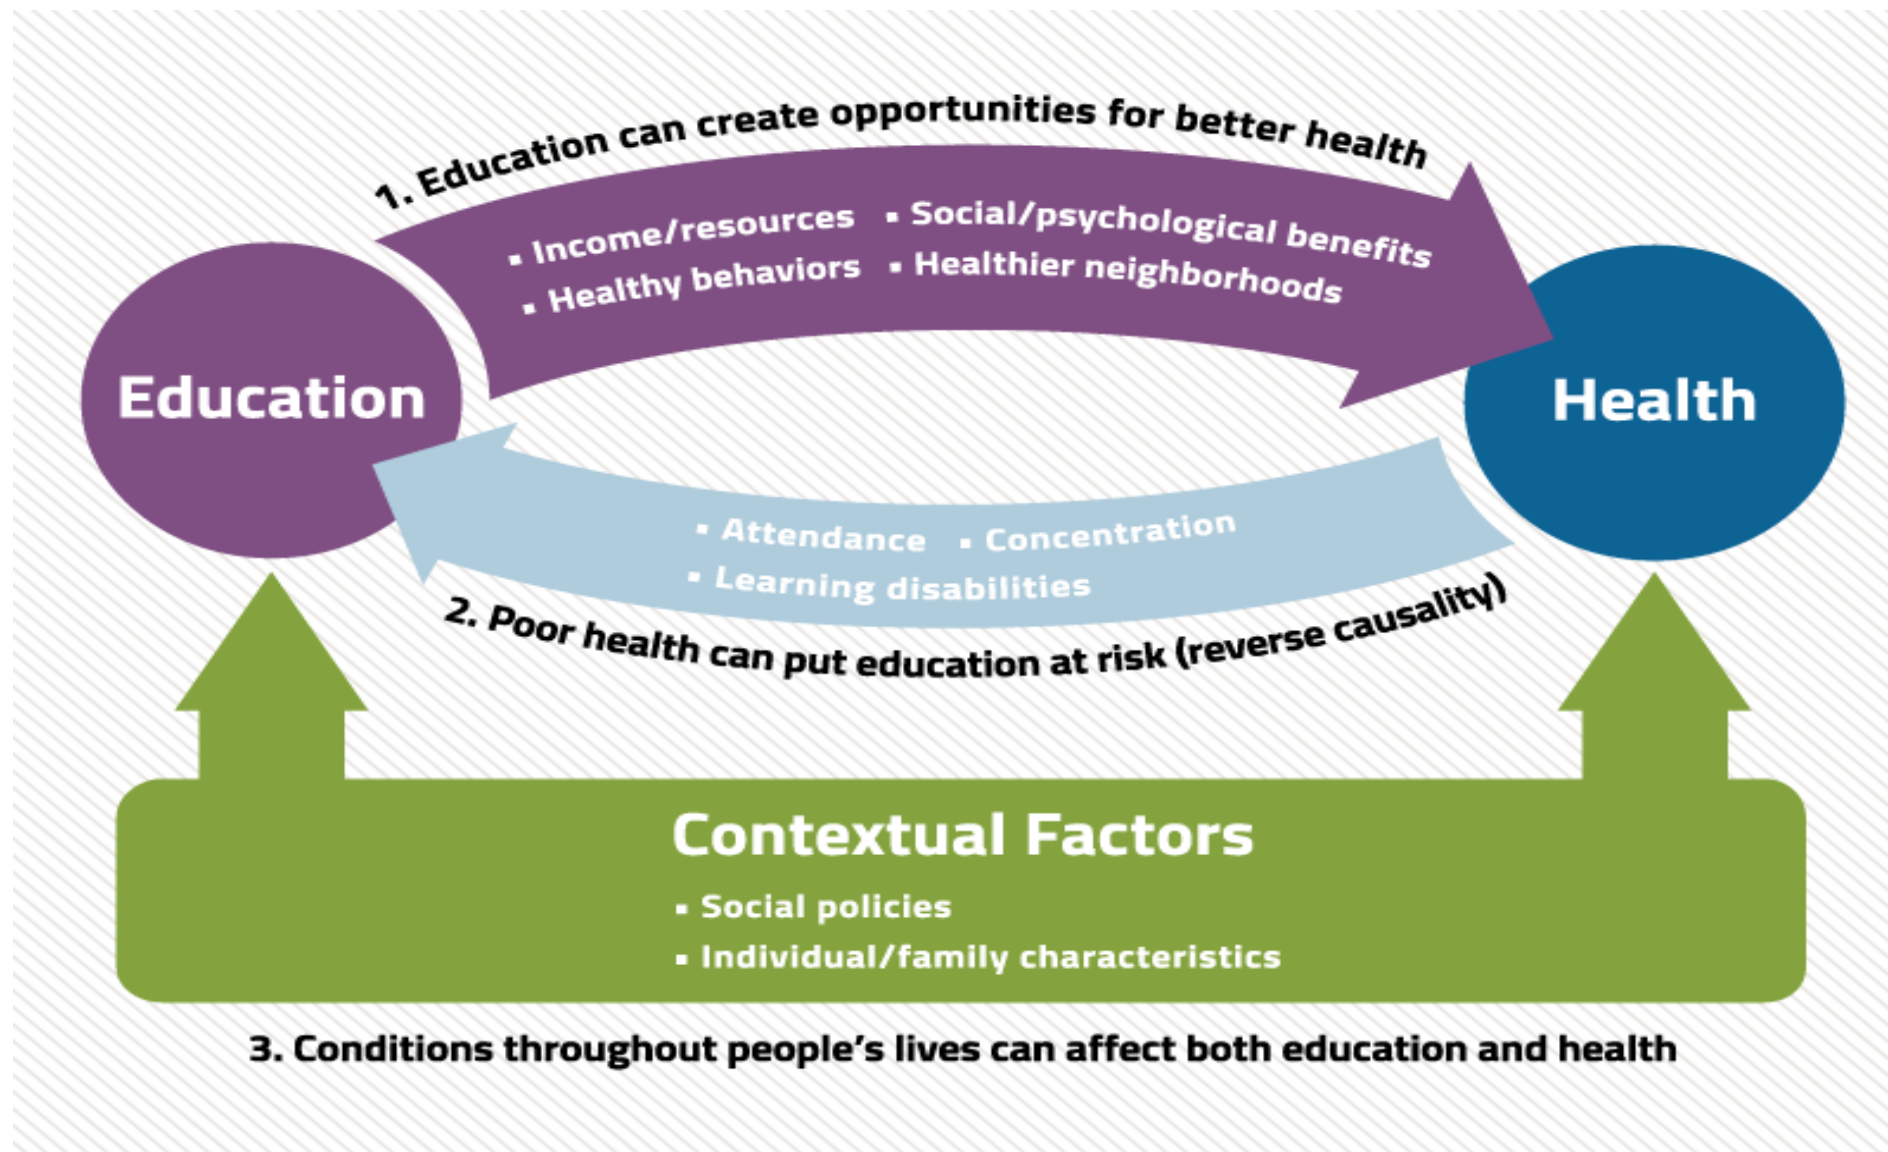 1. Education can create opportunities for better health
▪ Income/resources ▪ Social/psychological benefits
▪ Healthy behaviors ▪ Healthier neighborhoods
Education
Health
▪ Attendance ▪ Concentration
▪ Learning disabilities
2. Poor health can put education at risk (reverse causality)
Contextual Factors
▪ Social policies
▪ Individual/family characteristics
3. Conditions throughout people’s lives can affect both education and health